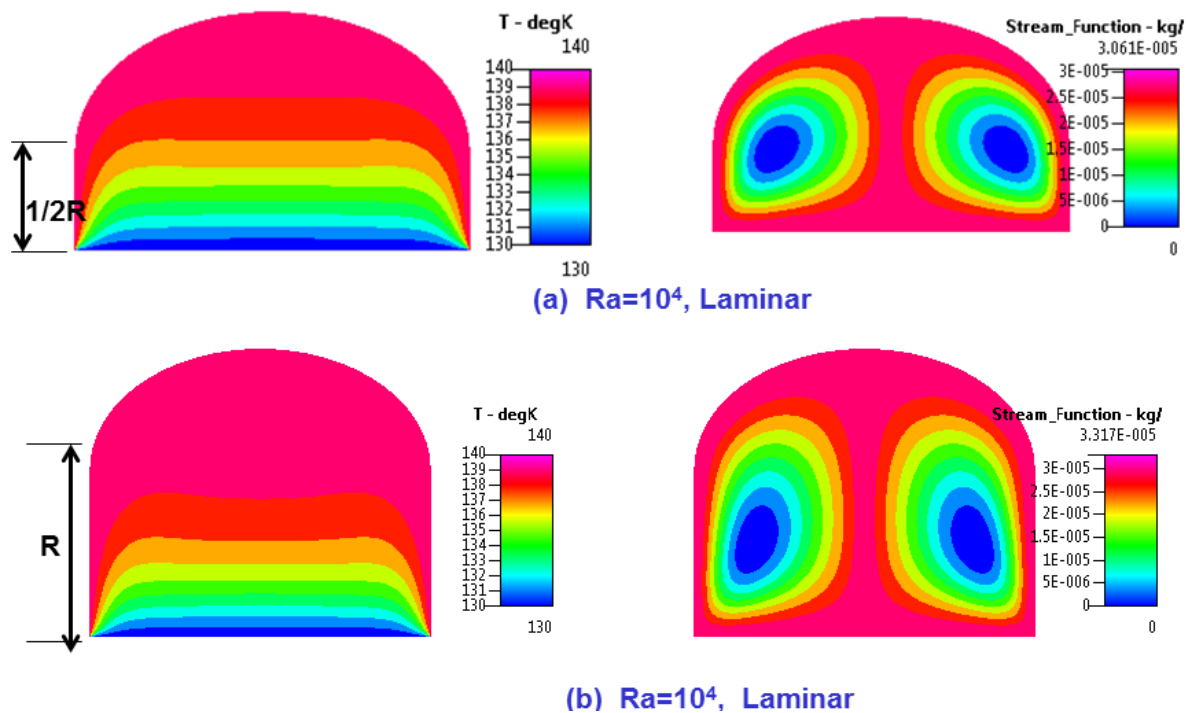 T - degK
140
140
139
138
137
136
135
134
133
132
131
130
130
1/2R
Stream_Function - kg/
3.061E-005
3E-005
2.5E-005
2E-005
1.5E-005
1E-005
5E-006
0
0
(a) Ra=10⁴, Laminar
R
T - degK
140
140
139
138
137
136
135
134
133
132
131
130
130
Stream_Function - kg/
3.317E-005
3E-005
2.5E-005
2E-005
1.5E-005
1E-005
5E-006
0
0
(b) Ra=10⁴, Laminar